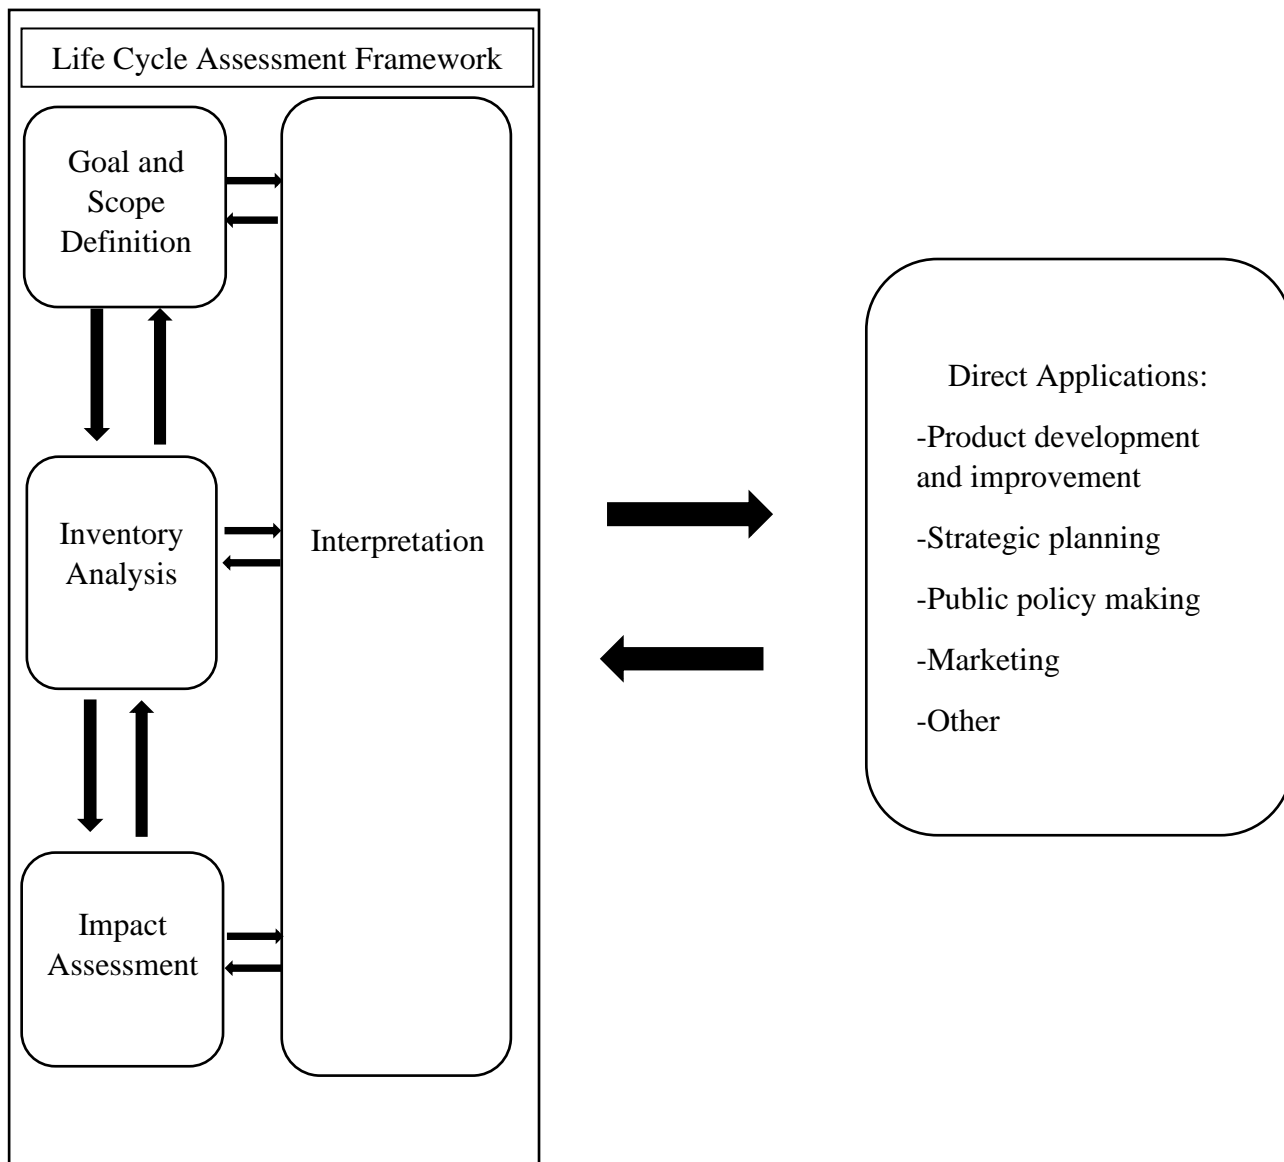 Life Cycle Assessment Framework
Goal and
Scope
Definition
Inventory
Analysis
Impact
Assessment
Interpretation
Direct Applications:
-Product development
and improvement
-Strategic planning
-Public policy making
-Marketing
-Other